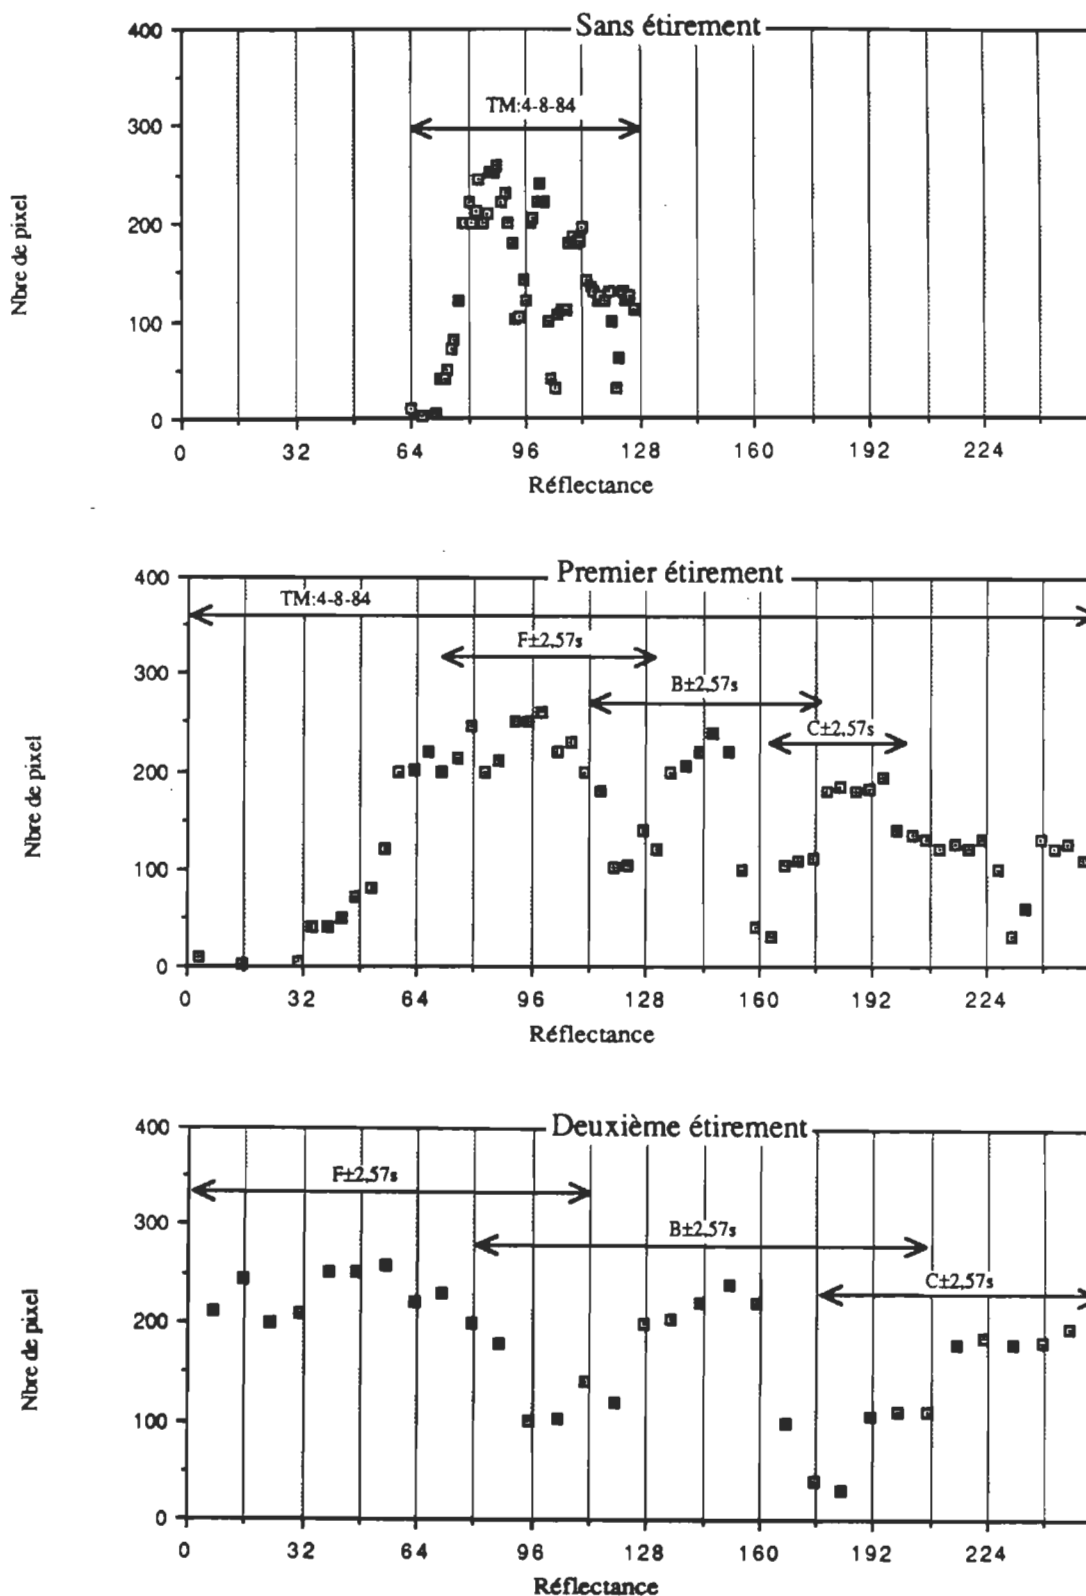 Sans étirement
400
300
200
100
0
Nbre de pixel
TM:4-8-84
0 32 64 96 128 160 192 224
Réflectance
Premier étirement
400
300
200
100
0
Nbre de pixel
TM:4-8-84
F±2,57s
B±2,57s
C±2,57s
0 32 64 96 128 160 192 224
Réflectance
Deuxième étirement
400
300
200
100
0
Nbre de pixel
F±2,57s
B±2,57s
C±2,57s
0 32 64 96 128 160 192 224
Réflectance